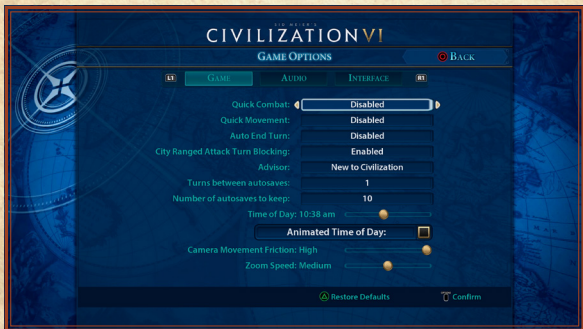 SID MEIER'S
CIVILIZATION VI
GAME OPTIONS
BACK
L1 GAME AUDIO INTERFACE R1
Quick Combat: Disabled
Quick Movement: Disabled
Auto End Turn: Disabled
City Ranged Attack Turn Blocking: Enabled
Advisor: New to Civilization
Turns between autosaves: 1
Number of autosaves to keep: 10
Time of Day: 10:38 am
Animated Time of Day:
Camera Movement Friction: High
Zoom Speed: Medium
Restore Defaults Confirm